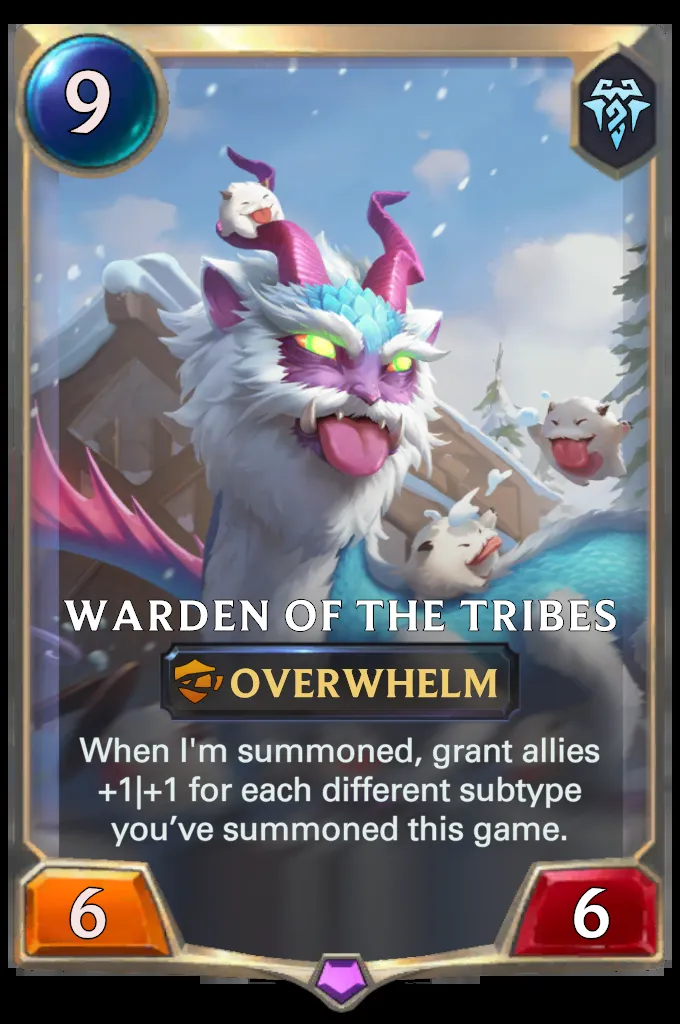 9
WARDEN OF THE TRIBES
OVERWHELM
When I'm summoned, grant allies
+1|+1 for each different subtype
you’ve summoned this game.
6 6